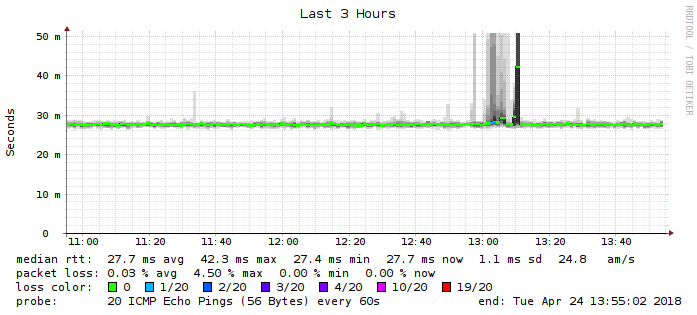 Last 3 Hours
RRDTOOL / TOBI OETIKER
Seconds
50 m
40 m
30 m
20 m
10 m
0
11:00 11:20 11:40 12:00 12:20 12:40 13:00 13:20 13:40
median rtt: 27.7 ms avg 42.3 ms max 27.4 ms min 27.7 ms now 1.1 ms sd 24.8 am/s
packet loss: 0.03 % avg 4.50 % max 0.00 % min 0.00 % now
loss color: 0 1/20 2/20 3/20 4/20 10/20 19/20
probe: 20 ICMP Echo Pings (56 Bytes) every 60s end: Tue Apr 24 13:55:02 2018